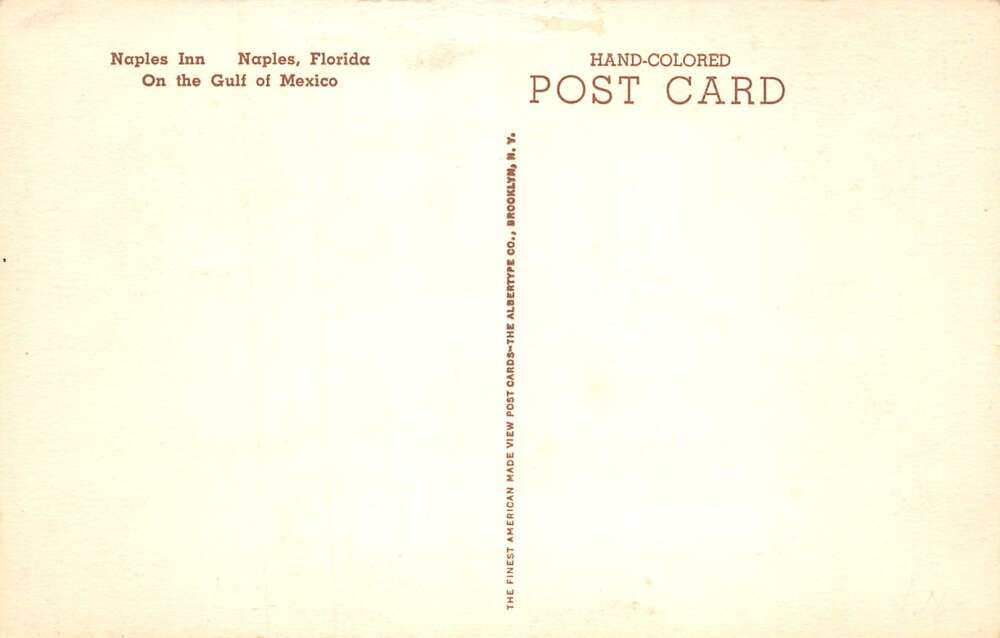 Naples Inn Naples, Florida
On the Gulf of Mexico
HAND-COLORED
POST CARD
THE FINEST AMERICAN MADE VIEW POST CARDS—THE ALBERTYPE CO., BROOKLYN, N. Y.